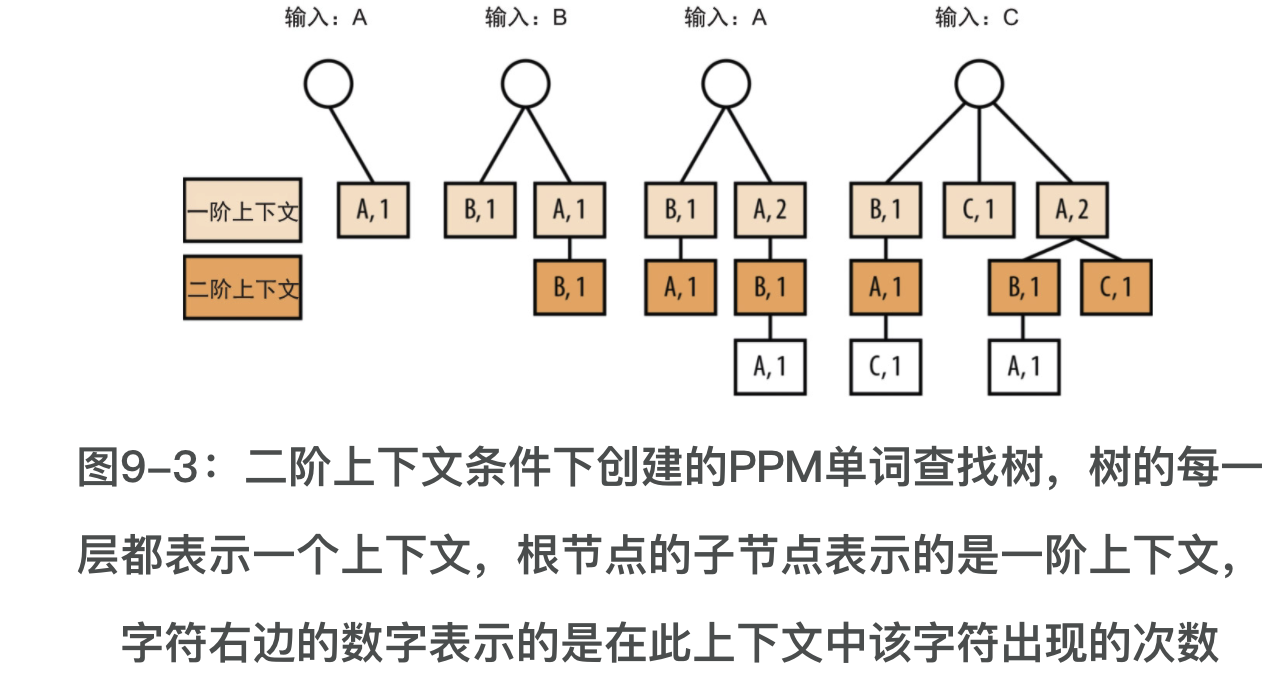 输入：A 输入：B 输入：A 输入：C
一阶上下文 A, 1 B, 1 A, 1 B, 1 A, 2 B, 1 C, 1 A, 2
二阶上下文 B, 1 A, 1 B, 1 A, 1 B, 1 C, 1
A, 1 C, 1 A, 1
图9-3：二阶上下文条件下创建的PPM单词查找树，树的每一
层都表示一个上下文，根节点的子节点表示的是一阶上下文，
字符右边的数字表示的是在此上下文中该字符出现的次数